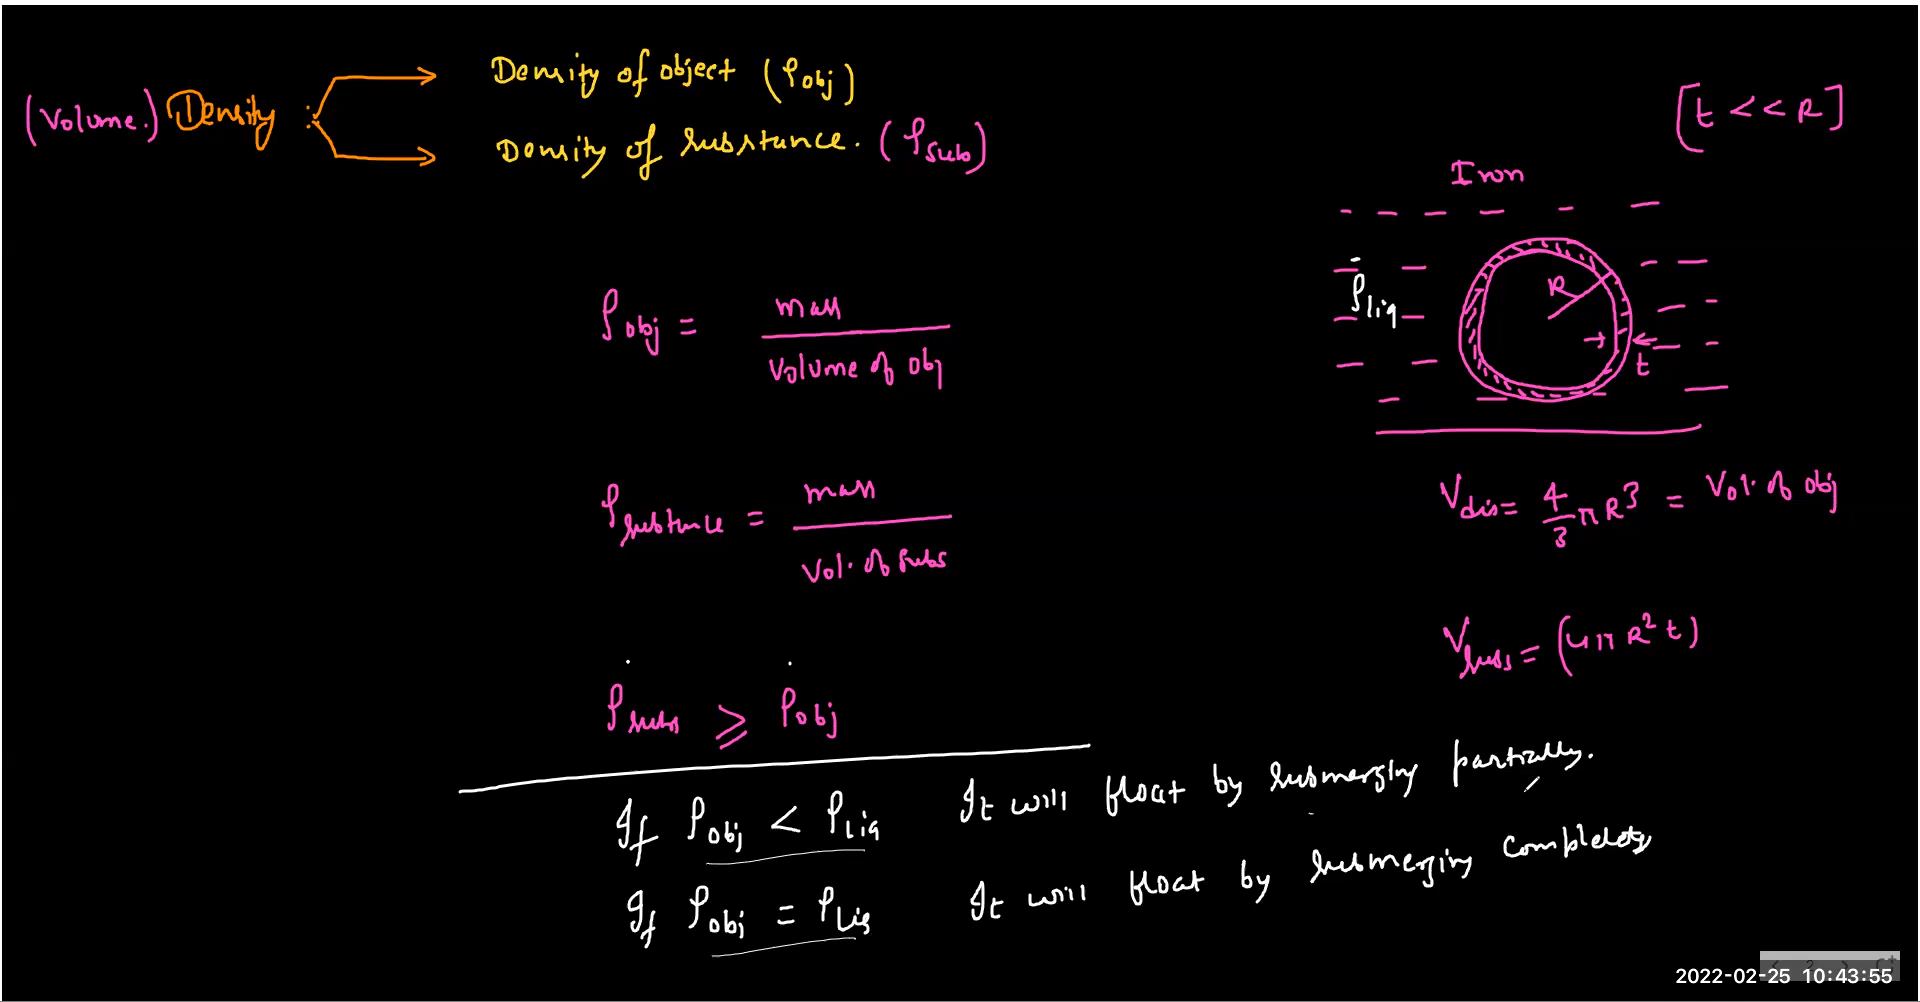 (Volume.) Density :
Density of object (ρobj)
Density of substance. (ρsub)
[t << R]
Iron
ρliq
R
t
ρobj = mass / Volume of obj
ρsubstance = mass / Vol. of subs
Vdis = 4/3 π R³ = Vol. of obj
Vsubs = (4π R² t)
ρsubs ⩾ ρobj
If ρobj < ρliq It will float by submerging partially.
If ρobj = ρliq It will float by submerging completely
2022-02-25 10:43:55